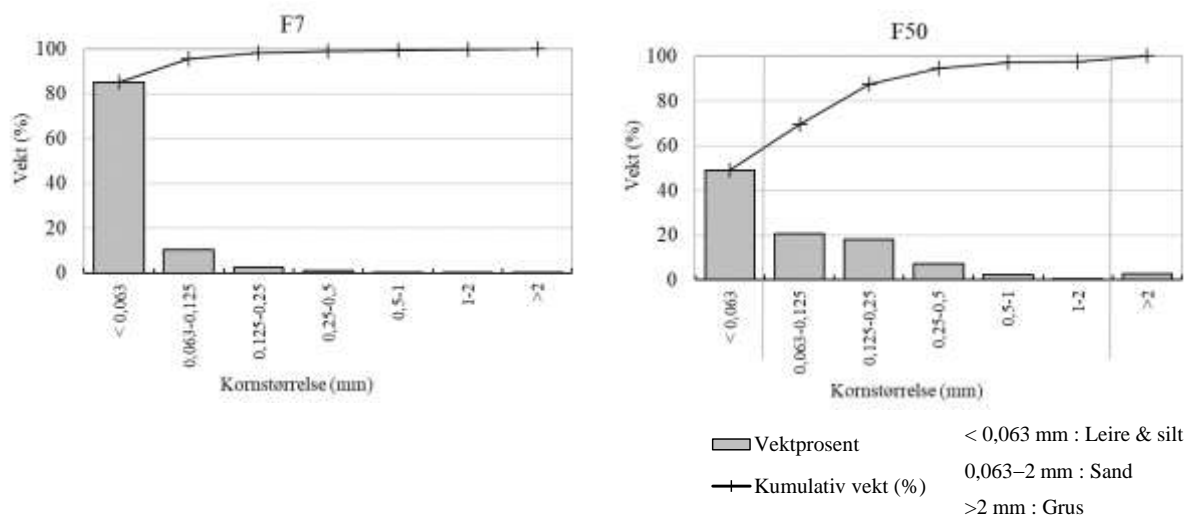 F7
100
80
60
40
20
0
Vekt (%)
< 0,063
0,063-0,125
0,125-0,25
0,25-0,5
0,5-1
1-2
>2
Kornstørrelse (mm)
F50
100
80
60
40
20
0
Vekt (%)
< 0,063
0,063-0,125
0,125-0,25
0,25-0,5
0,5-1
1-2
>2
Kornstørrelse (mm)
Vektprosent
Kumulativ vekt (%)
< 0,063 mm : Leire & silt
0,063–2 mm : Sand
>2 mm : Grus